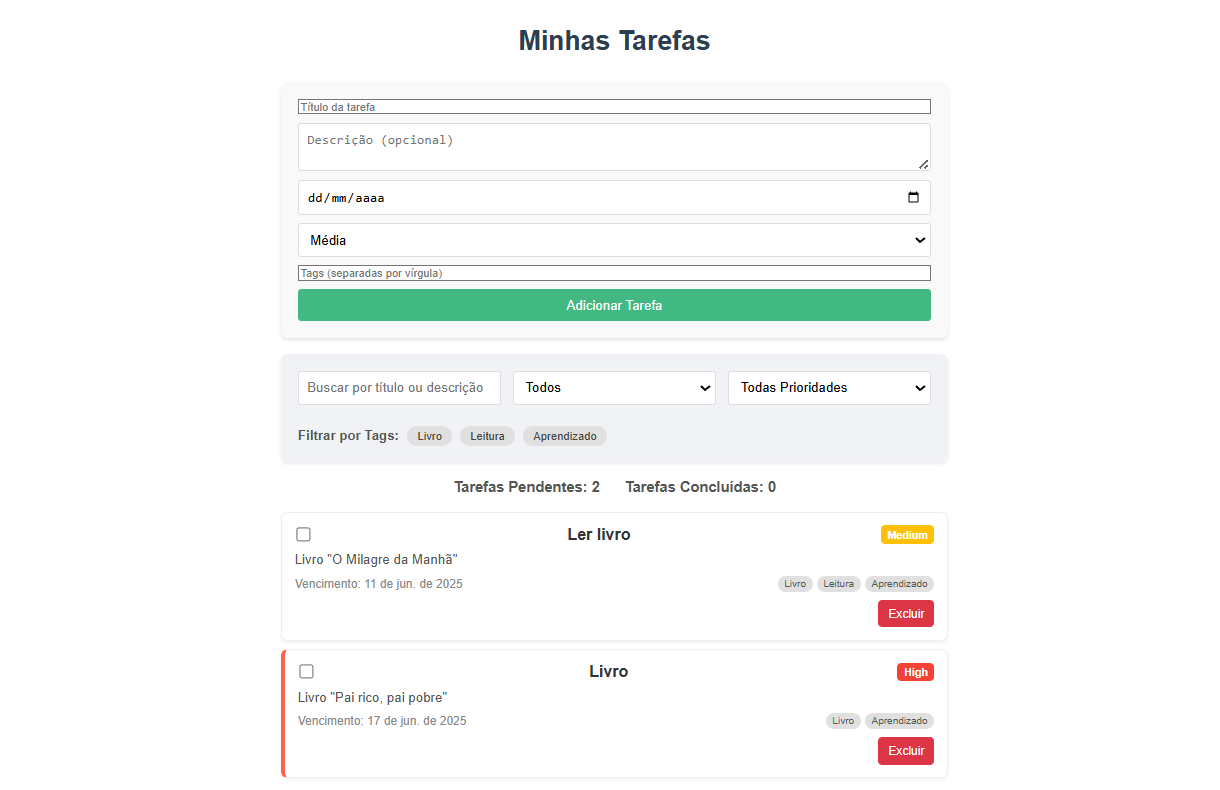 Minhas Tarefas
Título da tarefa
Descrição (opcional)
dd/mm/aaaa
Média
Tags (separadas por vírgula)
Adicionar Tarefa
Buscar por título ou descrição
Todos
Todas Prioridades
Filtrar por Tags: Livro Leitura Aprendizado
Tarefas Pendentes: 2 Tarefas Concluídas: 0
Ler livro Medium
Livro "O Milagre da Manhã"
Vencimento: 11 de jun. de 2025 Livro Leitura Aprendizado
Excluir
Livro High
Livro "Pai rico, pai pobre"
Vencimento: 17 de jun. de 2025 Livro Aprendizado
Excluir